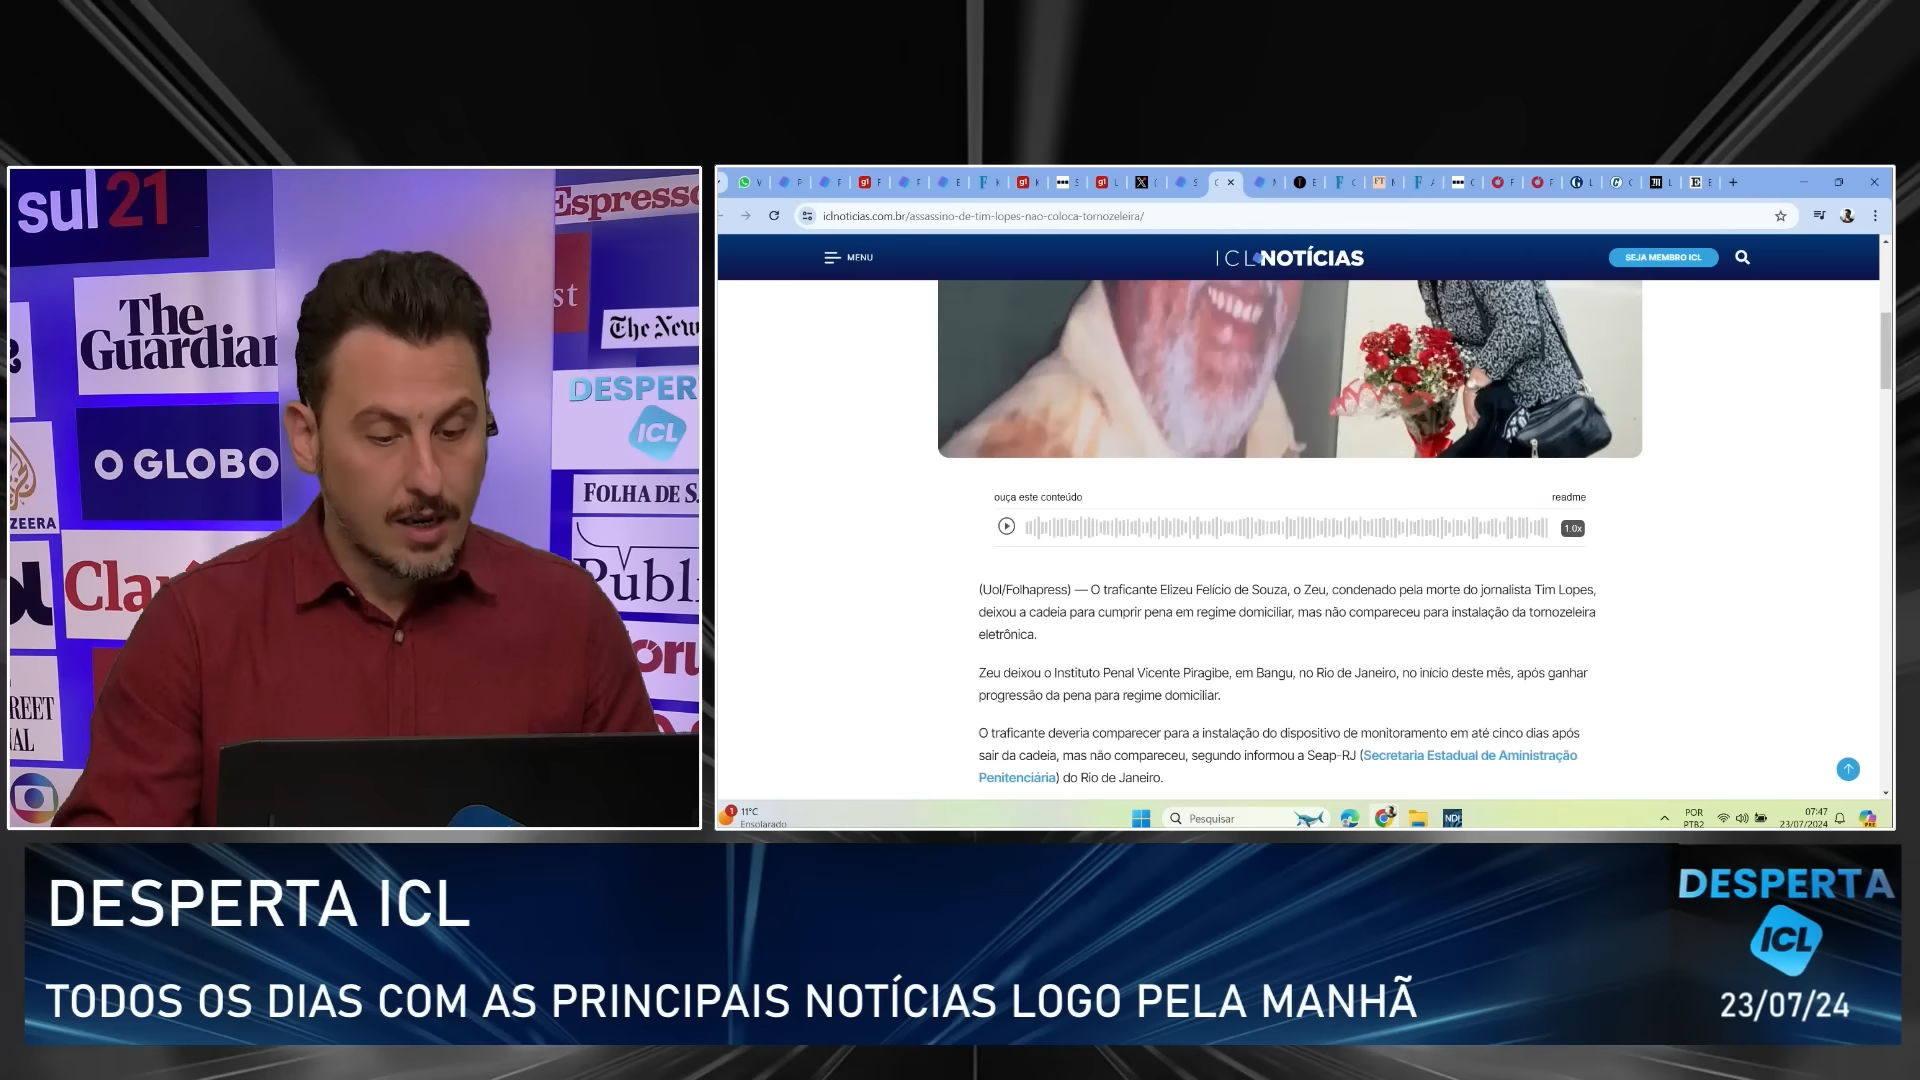 sul21
Espresso
The
Guardian
The New
DESPER
ICL
O GLOBO
FOLHA DE S.
ZEERA
Públi
REET
AL
iclnoticias.com.br/assassino-de-tim-lopes-nao-coloca-tornozeleira/
MENU
ICL NOTÍCIAS
SEJA MEMBRO ICL
ouça este conteúdo
readme
1.0x
(Uol/Folhapress) — O traficante Elizeu Felício de Souza, o Zeu, condenado pela morte do jornalista Tim Lopes,
deixou a cadeia para cumprir pena em regime domiciliar, mas não compareceu para instalação da tornozeleira
eletrônica.
Zeu deixou o Instituto Penal Vicente Piragibe, em Bangu, no Rio de Janeiro, no início deste mês, após ganhar
progressão da pena para regime domiciliar.
O traficante deveria comparecer para a instalação do dispositivo de monitoramento em até cinco dias após
sair da cadeia, mas não compareceu, segundo informou a Seap-RJ (Secretaria Estadual de Aministração
Penitenciária) do Rio de Janeiro.
1
11°C
Ensolarado
Pesquisar
POR
PTB2
07:47
23/07/2024
DESPERTA ICL
TODOS OS DIAS COM AS PRINCIPAIS NOTÍCIAS LOGO PELA MANHÃ
DESPERTA
ICL
23/07/24